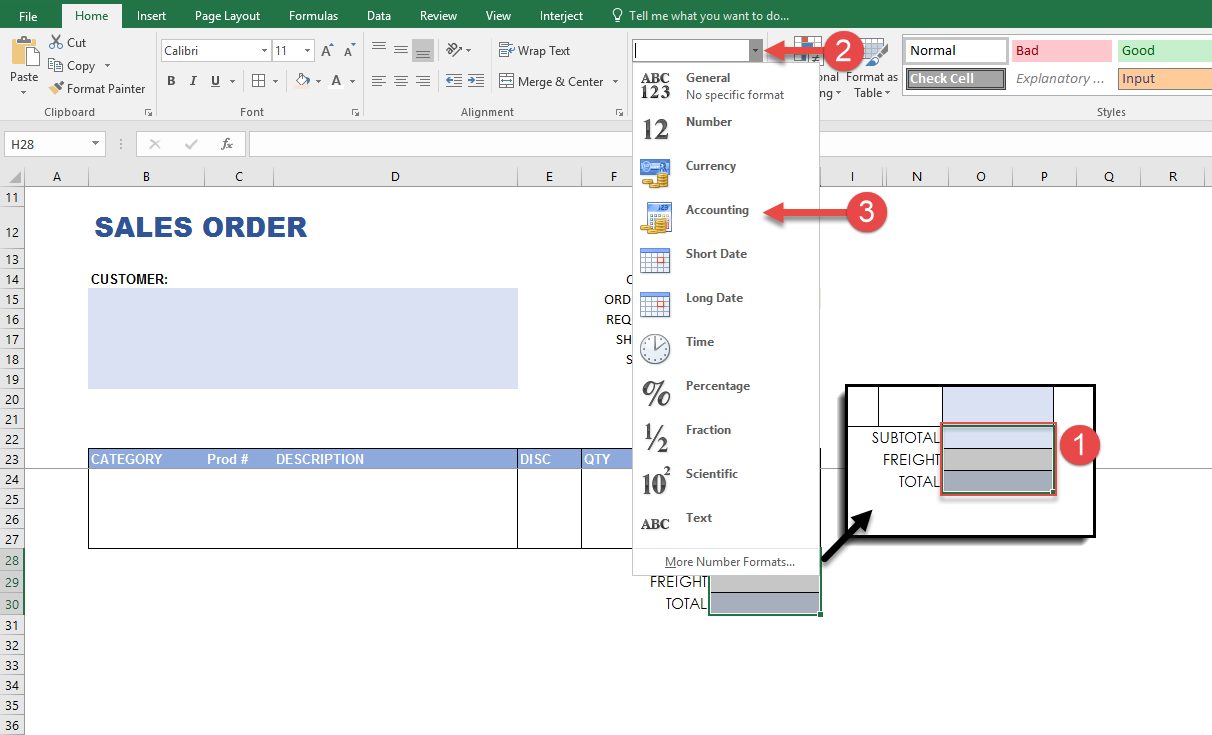 File Home Insert Page Layout Formulas Data Review View Interject Tell me what you want to do...
Cut
Copy
Format Painter
Paste
Clipboard
Calibri 11
B I U
Font
Wrap Text
Merge & Center
Alignment
2
Format as
Table
Normal Bad Good
Check Cell Explanatory ... Input
Styles
H28
fx
A B C D E F I N O P Q R
ABC
123
General
No specific format
12 Number
Currency
Accounting
3
Short Date
Long Date
Time
% Percentage
½ Fraction
10² Scientific
ABC Text
More Number Formats...
11
12 SALES ORDER
13
14 CUSTOMER:
15 ORD
16 REQ
17 SH
18 S
19
20
21
22
23 CATEGORY Prod # DESCRIPTION DISC QTY
24
25
26
27
28
29 FREIGHT
30 TOTAL
31
32
33
34
35
36
SUBTOTAL
FREIGHT
TOTAL
1